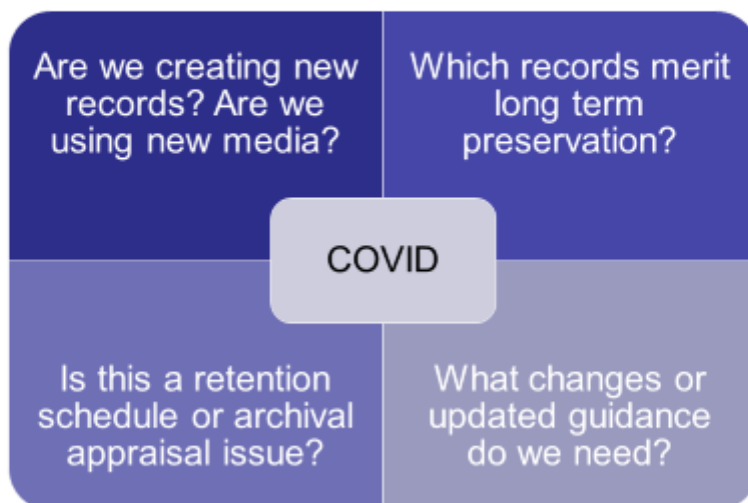 Are we creating new
records? Are we
using new media?
Which records merit
long term
preservation?
COVID
Is this a retention
schedule or archival
appraisal issue?
What changes or
updated guidance
do we need?